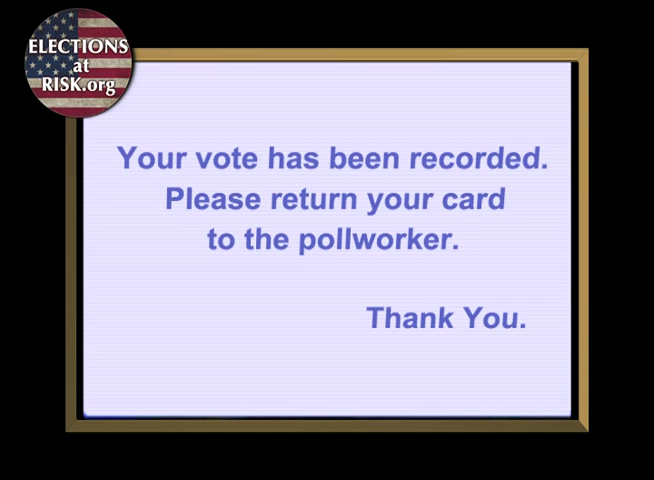 ELECTIONS
at
RISK.org
Your vote has been recorded.
Please return your card
to the pollworker.
Thank You.